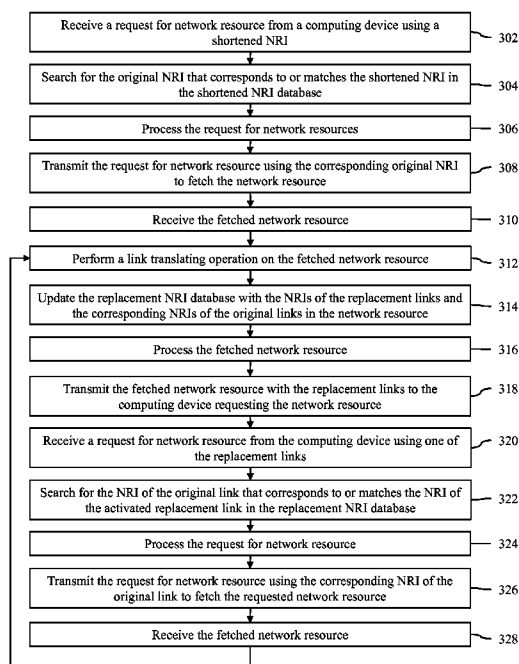 Receive a request for network resource from a computing device using a
shortened NRI
302
Search for the original NRI that corresponds to or matches the shortened NRI in
the shortened NRI database
304
Process the request for network resources
306
Transmit the request for network resource using the corresponding original NRI
to fetch the network resource
308
Receive the fetched network resource
310
Perform a link translating operation on the fetched network resource
312
Update the replacement NRI database with the NRIs of the replacement links and
the corresponding NRIs of the original links in the network resource
314
Process the fetched network resource
316
Transmit the fetched network resource with the replacement links to the
computing device requesting the network resource
318
Receive a request for network resource from the computing device using one of
the replacement links
320
Search for the NRI of the original link that corresponds to or matches the NRI of
the activated replacement link in the replacement NRI database
322
Process the request for network resource
324
Transmit the request for network resource using the corresponding NRI of the
original link to fetch the requested network resource
326
Receive the fetched network resource
328